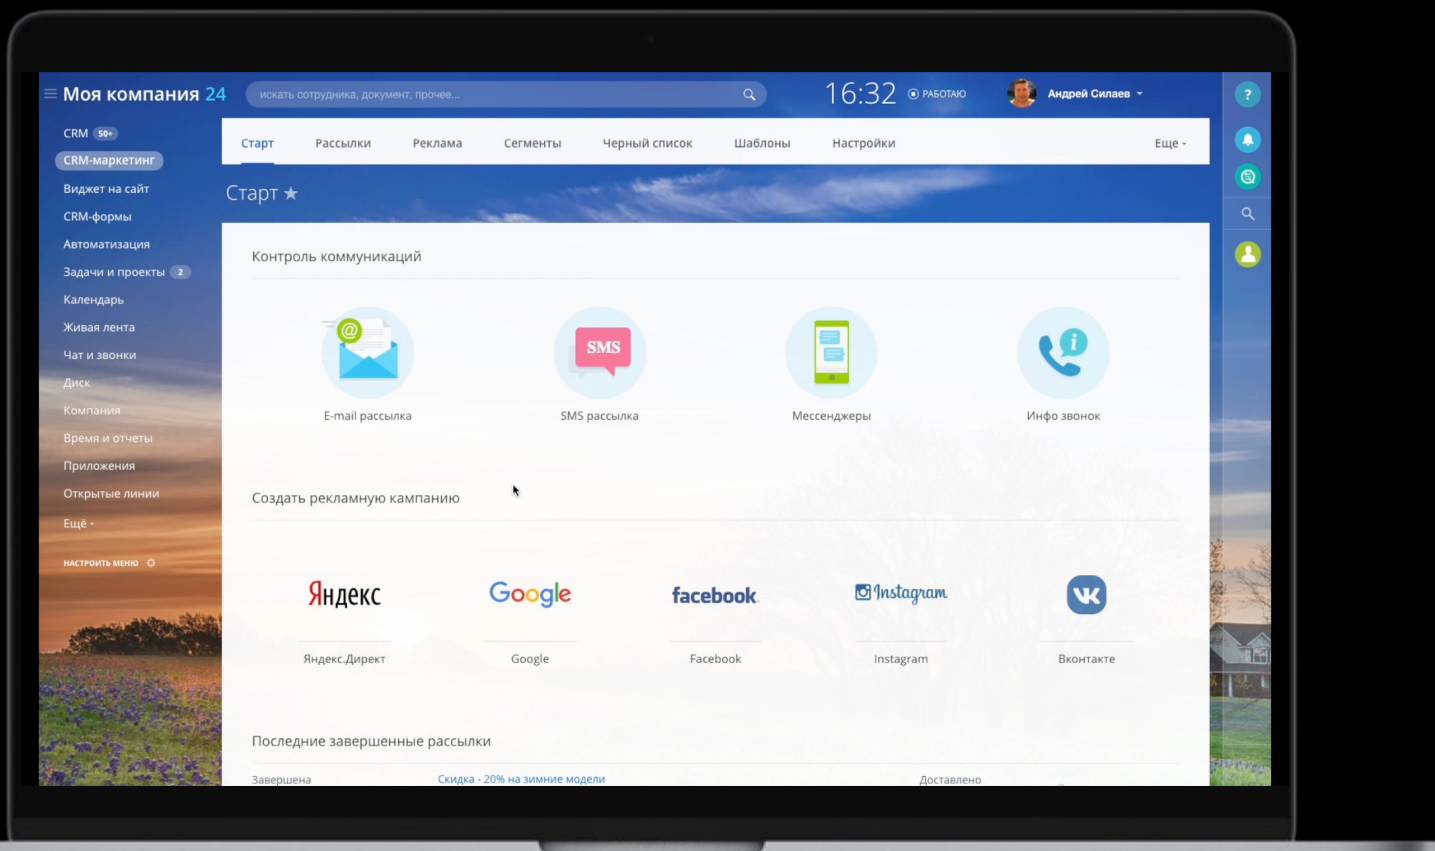 Моя компания 24
искать сотрудника, документ, прочее...
16:32 РАБОТАЮ
Андрей Силаев
?
CRM 50+
CRM-маркетинг
Виджет на сайт
CRM-формы
Автоматизация
Задачи и проекты 2
Календарь
Живая лента
Чат и звонки
Диск
Компания
Время и отчеты
Приложения
Открытые линии
Ещё -
НАСТРОИТЬ МЕНЮ
Старт Рассылки Реклама Сегменты Черный список Шаблоны Настройки Еще -
Старт
Контроль коммуникаций
@
SMS
i
E-mail рассылка SMS рассылка Мессенджеры Инфо звонок
Создать рекламную кампанию
Яндекс Google facebook Instagram VK
Яндекс.Директ Google Facebook Instagram Вконтакте
Последние завершенные рассылки
Завершена Скидка - 20% на зимние модели Доставлено